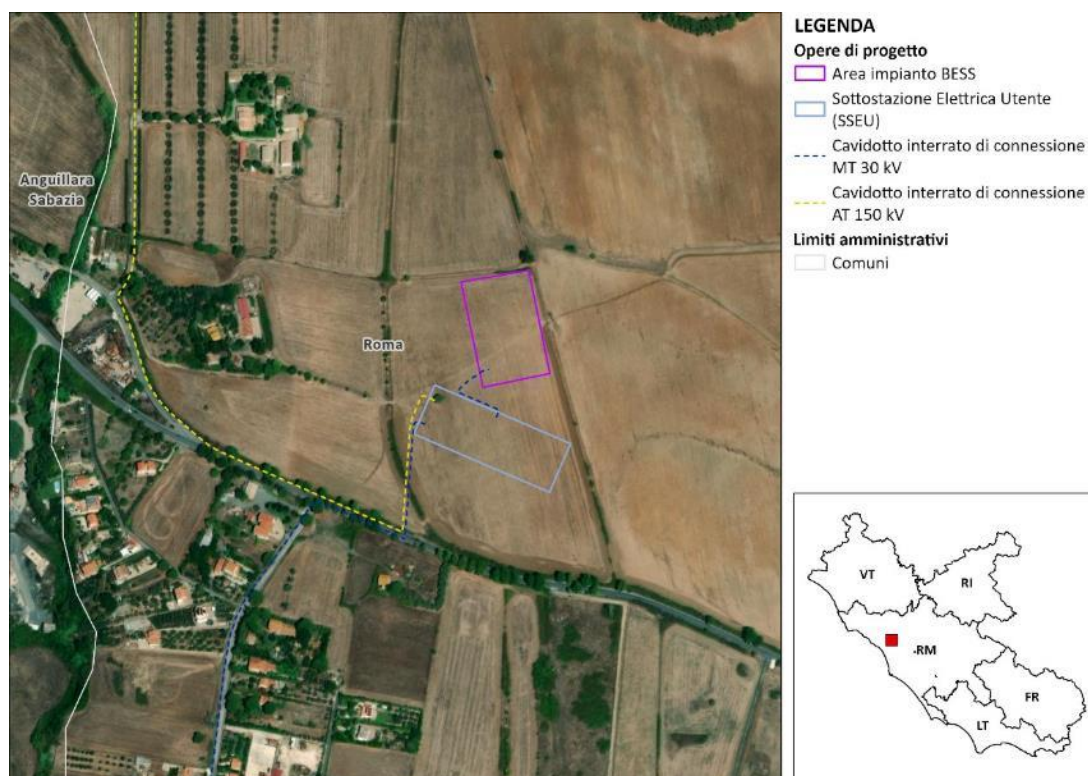 Anguillara
Sabazia
Roma
LEGENDA
Opere di progetto
Area impianto BESS
Sottostazione Elettrica Utente
(SSEU)
Cavidotto interrato di connessione
MT 30 kV
Cavidotto interrato di connessione
AT 150 kV
Limiti amministrativi
Comuni
VT
RI
RM
FR
LT